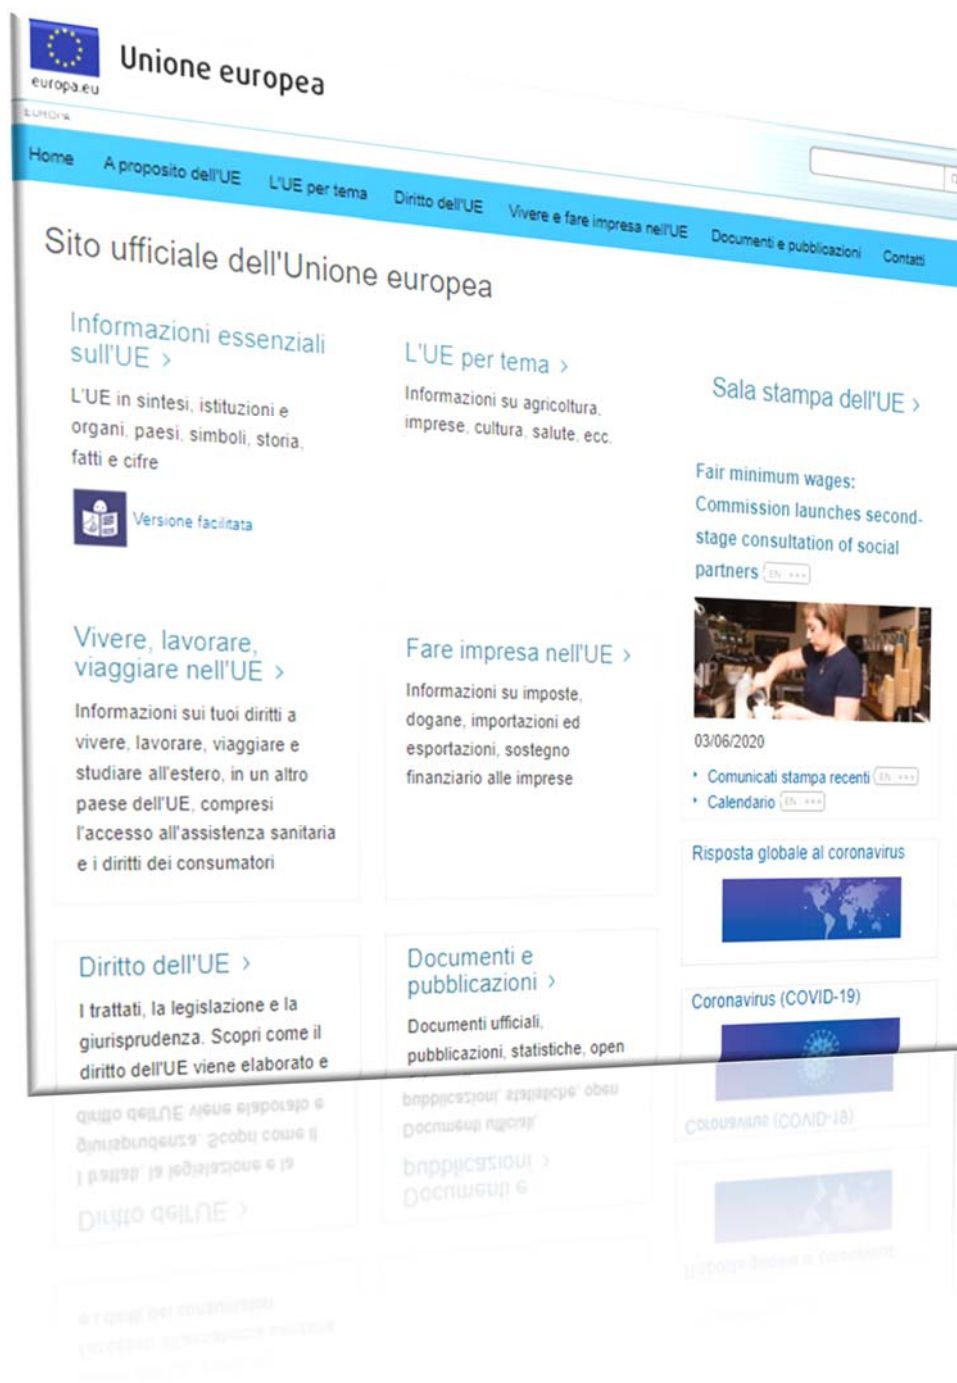 Unione europea
europa.eu
EUROPA
Home A proposito dell'UE L'UE per tema Diritto dell'UE Vivere e fare impresa nell'UE Documenti e pubblicazioni Contatti
Sito ufficiale dell'Unione europea
Informazioni essenziali
sull'UE >
L'UE in sintesi, istituzioni e
organi, paesi, simboli, storia,
fatti e cifre
Versione facilitata
L'UE per tema >
Informazioni su agricoltura,
imprese, cultura, salute, ecc.
Vivere, lavorare,
viaggiare nell'UE >
Informazioni sui tuoi diritti a
vivere, lavorare, viaggiare e
studiare all'estero, in un altro
paese dell'UE, compresi
l'accesso all'assistenza sanitaria
e i diritti dei consumatori
Fare impresa nell'UE >
Informazioni su imposte,
dogane, importazioni ed
esportazioni, sostegno
finanziario alle imprese
Diritto dell'UE >
I trattati, la legislazione e la
giurisprudenza. Scopri come il
diritto dell'UE viene elaborato e
Documenti e
pubblicazioni >
Documenti ufficiali,
pubblicazioni, statistiche, open
Sala stampa dell'UE >
Fair minimum wages:
Commission launches second-
stage consultation of social
partners EN •••
03/06/2020
Comunicati stampa recenti EN •••
Calendario EN •••
Risposta globale al coronavirus
Coronavirus (COVID-19)